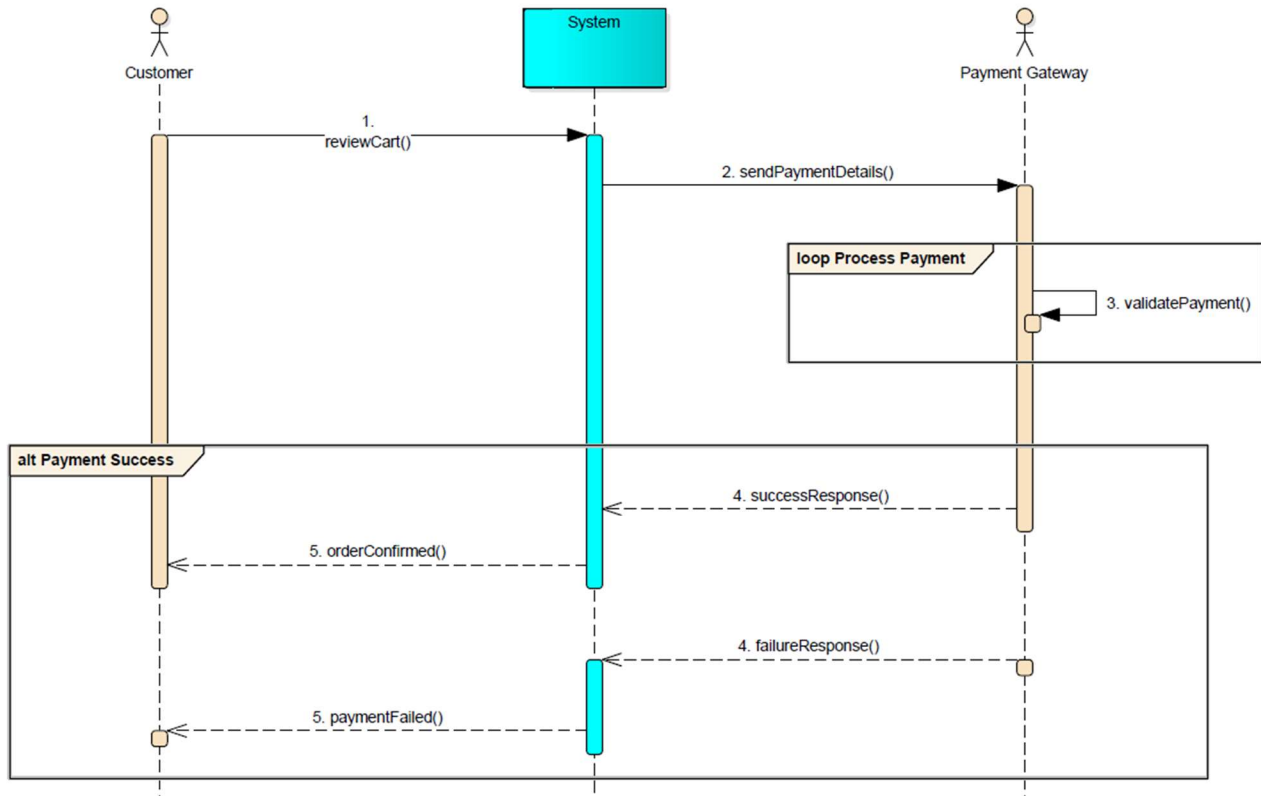 System
Customer
Payment Gateway
1.
reviewCart()
2. sendPaymentDetails()
loop Process Payment
3. validatePayment()
alt Payment Success
4. successResponse()
5. orderConfirmed()
4. failureResponse()
5. paymentFailed()